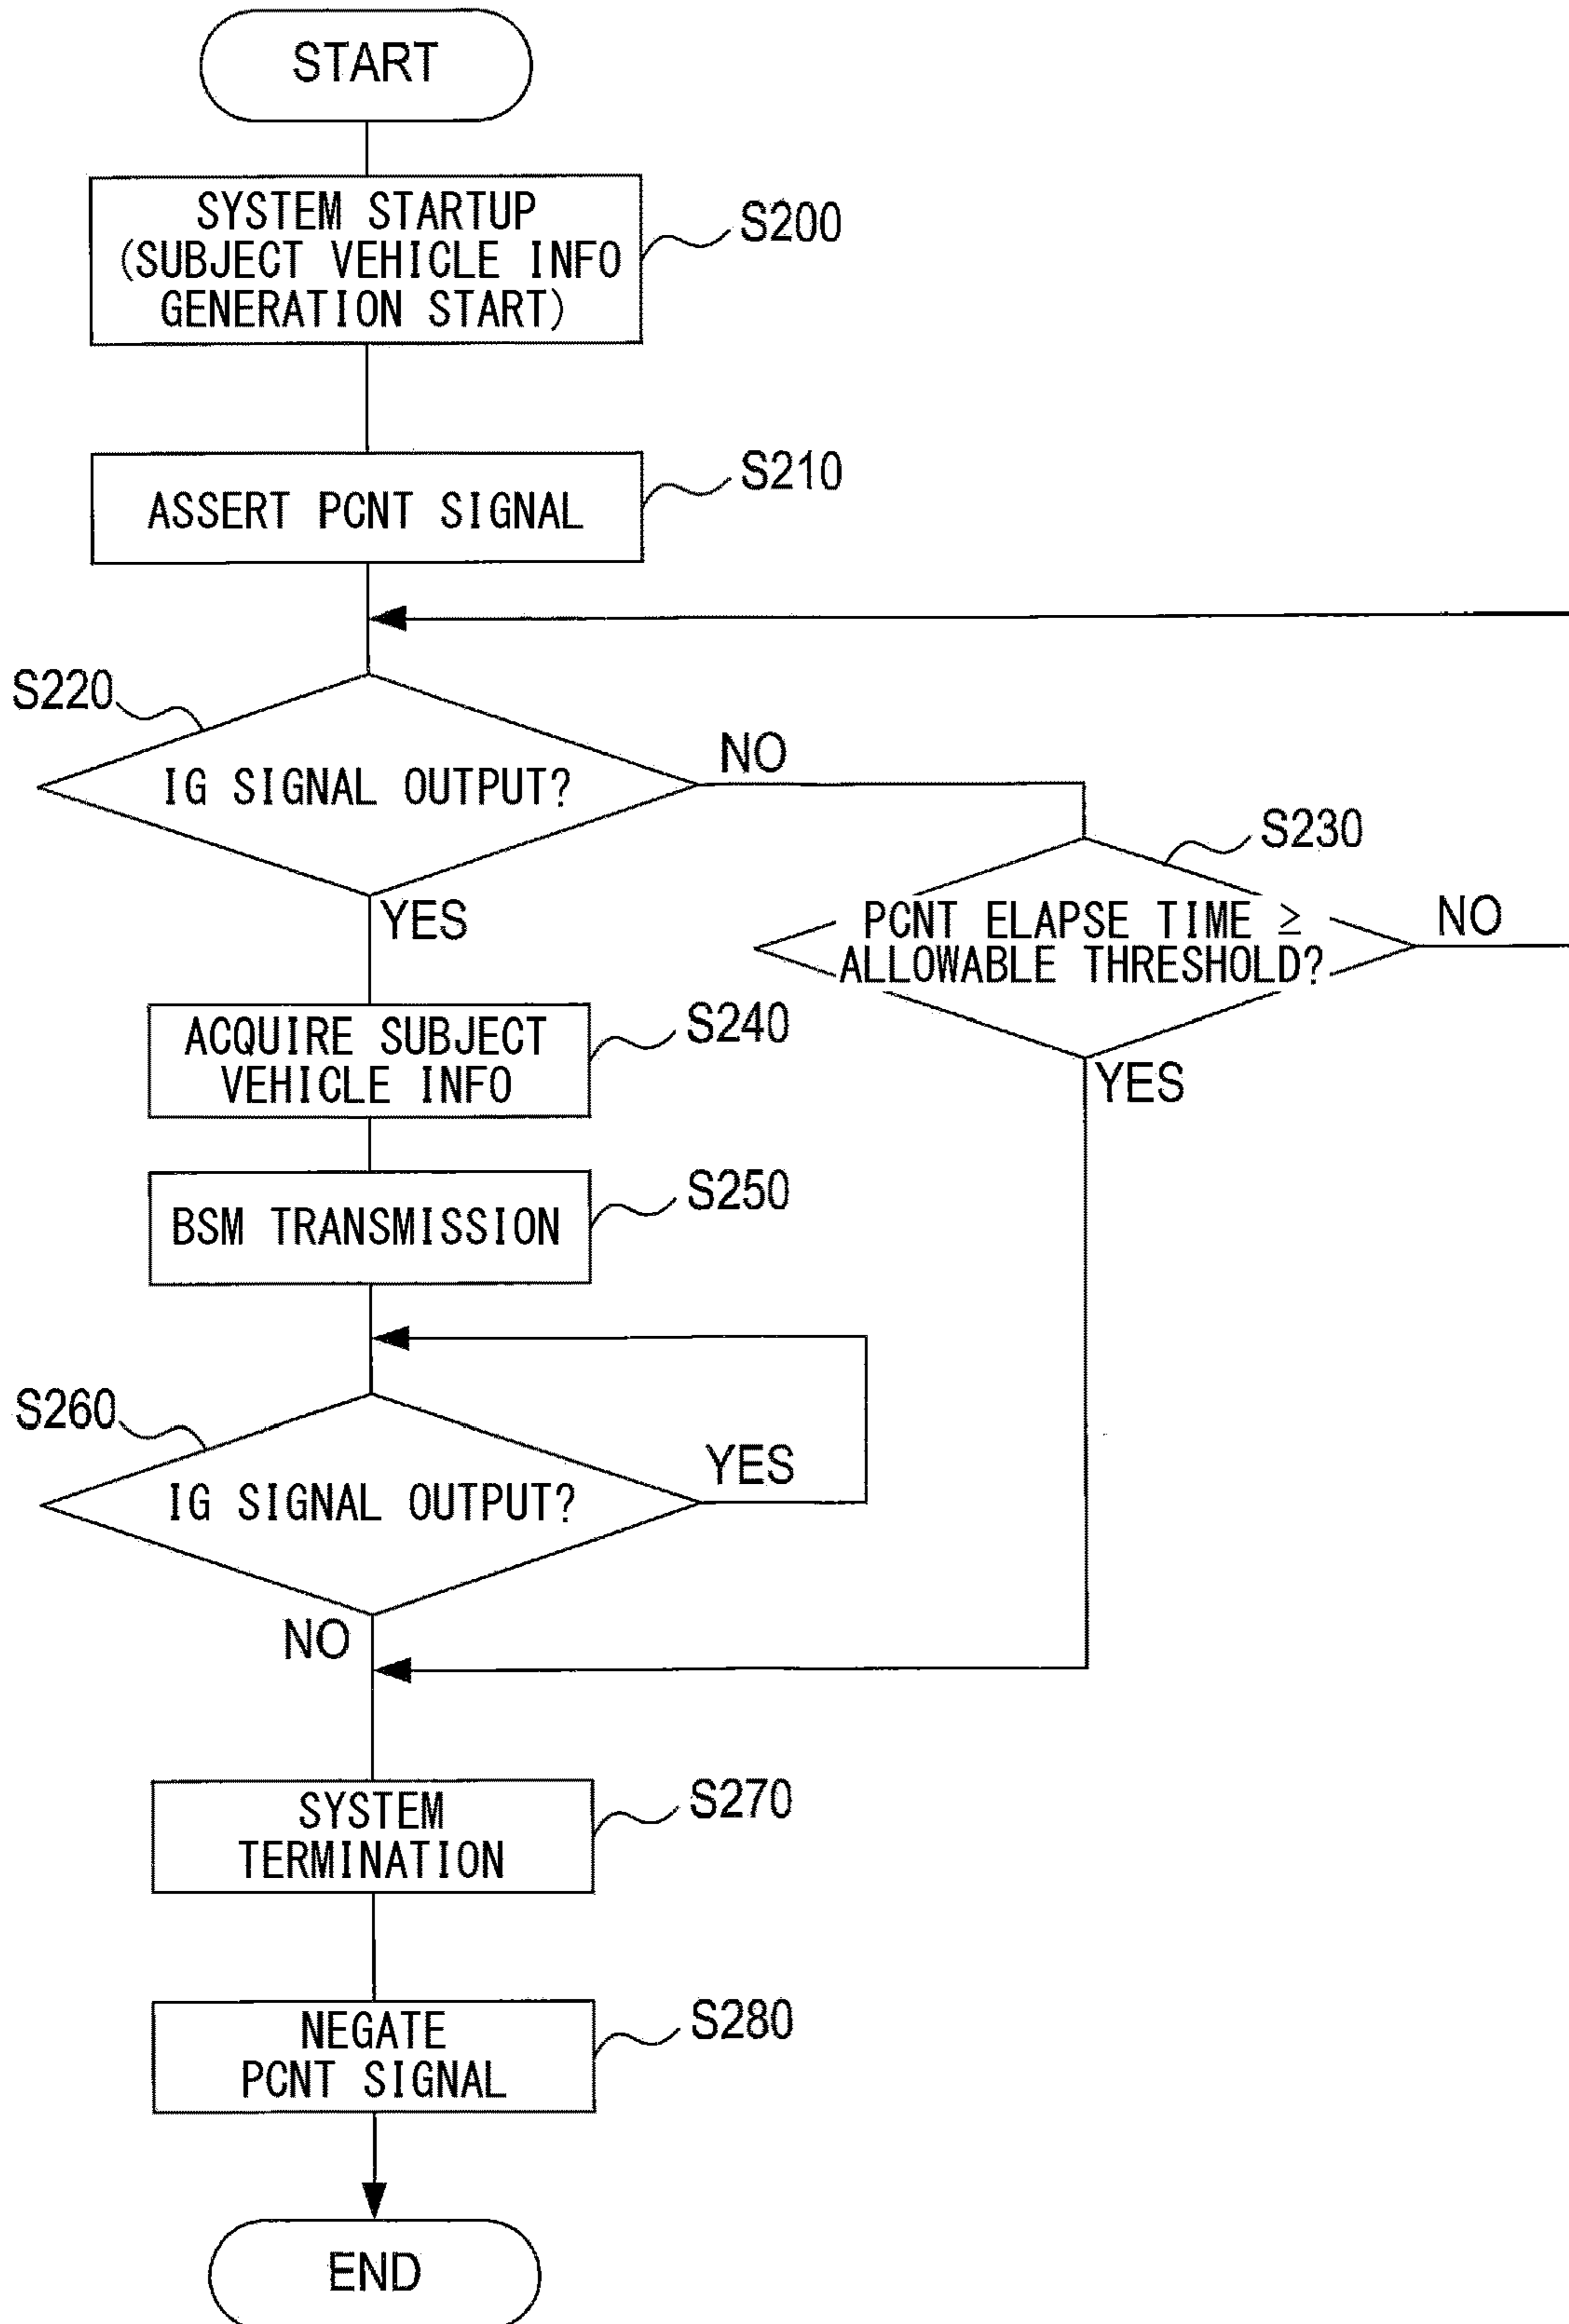 START
SYSTEM STARTUP
(SUBJECT VEHICLE INFO
GENERATION START)
S200
ASSERT PCNT SIGNAL
S210
S220
IG SIGNAL OUTPUT?
NO
YES
S230
PCNT ELAPSE TIME ≥
ALLOWABLE THRESHOLD?
NO
YES
ACQUIRE SUBJECT
VEHICLE INFO
S240
BSM TRANSMISSION
S250
S260
IG SIGNAL OUTPUT?
YES
NO
SYSTEM
TERMINATION
S270
NEGATE
PCNT SIGNAL
S280
END